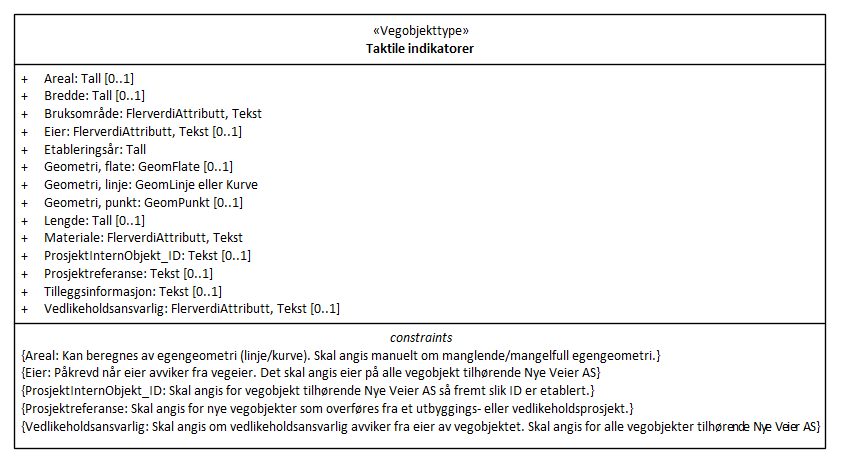 «Vegobjekttype»
Taktile indikatorer
+ Areal: Tall [0..1]
+ Bredde: Tall [0..1]
+ Bruksområde: FlerverdiAttributt, Tekst
+ Eier: FlerverdiAttributt, Tekst [0..1]
+ Etableringsår: Tall
+ Geometri, flate: GeomFlate [0..1]
+ Geometri, linje: GeomLinje eller Kurve
+ Geometri, punkt: GeomPunkt [0..1]
+ Lengde: Tall [0..1]
+ Materiale: FlerverdiAttributt, Tekst
+ ProsjektInternObjekt_ID: Tekst [0..1]
+ Prosjektreferanse: Tekst [0..1]
+ Tilleggsinformasjon: Tekst [0..1]
+ Vedlikeholdsansvarlig: FlerverdiAttributt, Tekst [0..1]
constraints
{Areal: Kan beregnes av egengeometri (linje/kurve). Skal angis manuelt om manglende/mangelfull egengeometri.}
{Eier: Påkrevd når eier avviker fra vegeier. Det skal angis eier på alle vegobjekt tilhørende Nye Veier AS}
{ProsjektInternObjekt_ID: Skal angis for vegobjekt tilhørende Nye Veier AS så fremt slik ID er etablert.}
{Prosjektreferanse: Skal angis for nye vegobjekter som overføres fra et utbyggings- eller vedlikeholdsprosjekt.}
{Vedlikeholdsansvarlig: Skal angis om vedlikeholdsansvarlig avviker fra eier av vegobjektet. Skal angis for alle vegobjekter tilhørende Nye Veier AS}